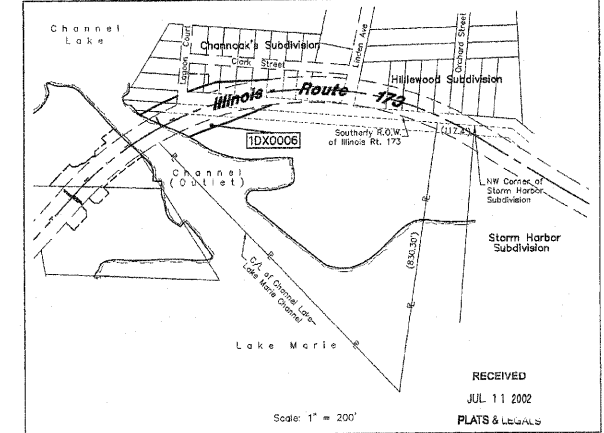 Channel
Lake
Lagoon
Court
Channoak's Subdivision
Clark Street
Linden Ave
Orchard Street
Hillewood Subdivision
Illinois Route 173
1DX0006
Southerly R.O.W.
of Illinois Rt. 173
(112.4')
Channel
(Outlet)
NW Corner of
Storm Harbor
Subdivision
Storm Harbor
Subdivision
(830.30')
C/L of Channel Lake-
Lake Marie Channel
Lake Marie
RECEIVED
JUL 11 2002
PLATS & LEGALS
Scale: 1" = 200'